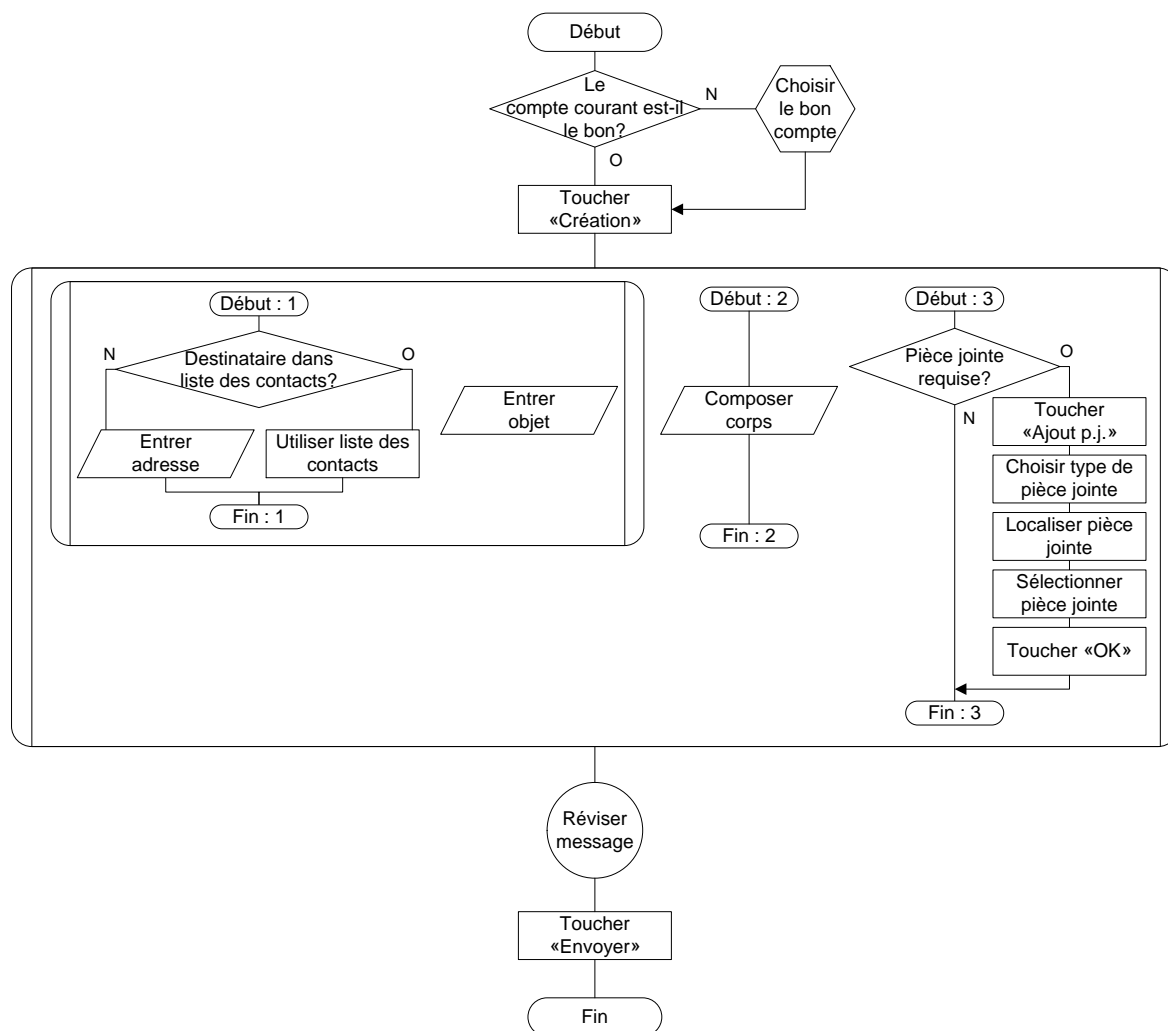 Début
Le
compte courant est-il
le bon?
N
Choisir
le bon
compte
O
Toucher
«Création»
Début : 1
N
Destinataire dans
liste des contacts?
O
Entrer
adresse
Utiliser liste des
contacts
Fin : 1
Entrer
objet
Début : 2
Composer
corps
Fin : 2
Début : 3
Pièce jointe
requise?
O
N
Toucher
«Ajout p.j.»
Choisir type de
pièce jointe
Localiser pièce
jointe
Sélectionner
pièce jointe
Toucher «OK»
Fin : 3
Réviser
message
Toucher
«Envoyer»
Fin